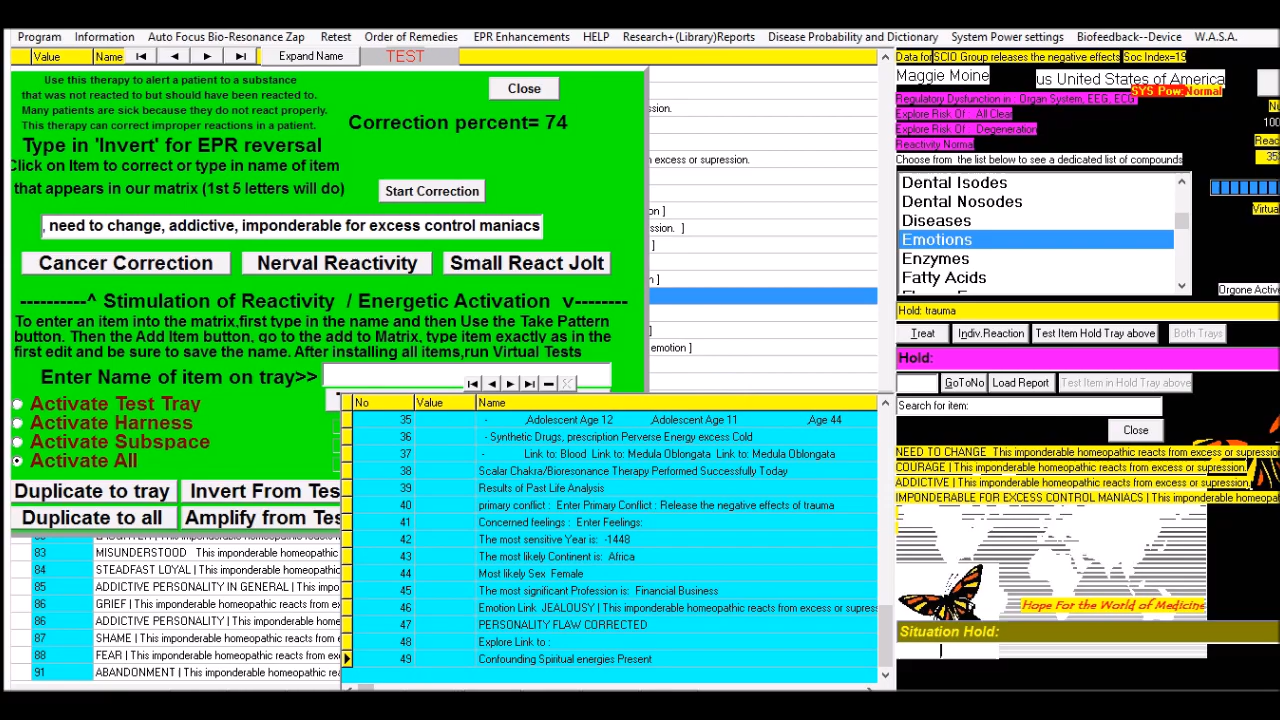 Program Information Auto Focus Bio-Resonance Zap Retest Order of Remedies EPR Enhancements HELP Research+(Library)Reports Disease Probability and Dictionary System Power settings Biofeedback--Device W.A.S.A.
Value Name Expand Name TEST
Use this therapy to alert a patient to a substance
that was not reacted to but should have been reacted to.
Many patients are sick because they do not react properly.
This therapy can correct improper reactions in a patient.
Close
Correction percent= 74
Type in 'Invert' for EPR reversal
Click on Item to correct or type in name of item
that appears in our matrix (1st 5 letters will do)
Start Correction
, need to change, addictive, imponderable for excess control maniacs
Cancer Correction Nerval Reactivity Small React Jolt
----------^ Stimulation of Reactivity / Energetic Activation v--------
To enter an item into the matrix,first type in the name and then Use the Take Pattern
button. Then the Add Item button, go to the add to Matrix, type item exactly as in the
first edit and be sure to save the name. After installing all items,run Virtual Tests
Enter Name of item on tray>>
Activate Test Tray
Activate Harness
Activate Subspace
Activate All
Duplicate to tray Invert From Tes
Duplicate to all Amplify from Tes
ssion.
n excess or supression.
ion ]
ssion. ]
]
on ]
]
emotion ]
83 MISUNDERSTOOD This imponderable homeopathic
84 STEADFAST LOYAL | This imponderable homeopathic
85 ADDICTIVE PERSONALITY IN GENERAL | This impond
86 GRIEF | This imponderable homeopathic reacts from ex
86 ADDICTIVE PERSONALITY | This imponderable homeo
87 SHAME | This imponderable homeopathic reacts from e
88 FEAR | This imponderable homeopathic reacts from exc
91 ABANDONMENT | This imponderable homeopathic rea
No Value Name
35 - ,Adolescent Age 12 ,Adolescent Age 11 ,Age 44
36 - Synthetic Drugs, prescription Perverse Energy excess Cold
37 - Link to: Blood Link to: Medula Oblongata Link to: Medula Oblongata
38 Scalar Chakra/Bioresonance Therapy Performed Successfully Today
39 Results of Past Life Analysis
40 primary conflict : Enter Primary Conflict : Release the negative effects of trauma
41 Concerned feelings : Enter Feelings:
42 The most sensitive Year is: -1448
43 The most likely Continent is: Africa
44 Most likely Sex Female
45 The most significant Profession is: Financial Business
46 Emotion Link JEALOUSY | This imponderable homeopathic reacts from excess or supress
47 PERSONALITY FLAW CORRECTED
48 Explore Link to :
49 Confounding Spiritual energies Present
Data for SCIO Group releases the negative effects Soc Index=19
Maggie Moine us United States of America
SYS Pow: Normal
Regulatory Dysfunction in : Organ System, EEG, ECG
Explore Risk Of : All Clear
Explore Risk Of : Degeneration
Reactivity Normal
100
Reac
35
Choose from the list below to see a dedicated list of compounds
Dental Isodes
Dental Nosodes
Diseases
Emotions
Enzymes
Fatty Acids
Virtua
Orgone Active
Hold: trauma
Treat Indiv.Reaction Test Item Hold Tray above Both Trays
Hold:
GoToNo Load Report Test Item in Hold Tray above
Search for item:
Close
NEED TO CHANGE This imponderable homeopathic reacts from excess or supression
COURAGE | This imponderable homeopathic reacts from excess or supression.
ADDICTIVE | This imponderable homeopathic reacts from excess or supression,
IMPONDERABLE FOR EXCESS CONTROL MANIACS | This imponderable homeopat
Hope For the World of Medicine
Situation Hold: